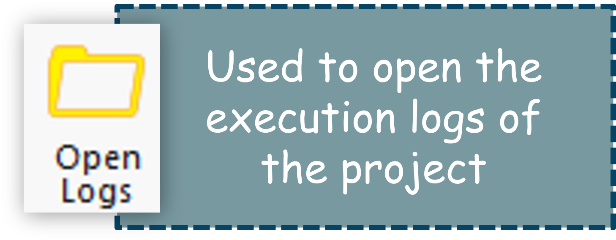 Open
Logs
Used to open the
execution logs of
the project